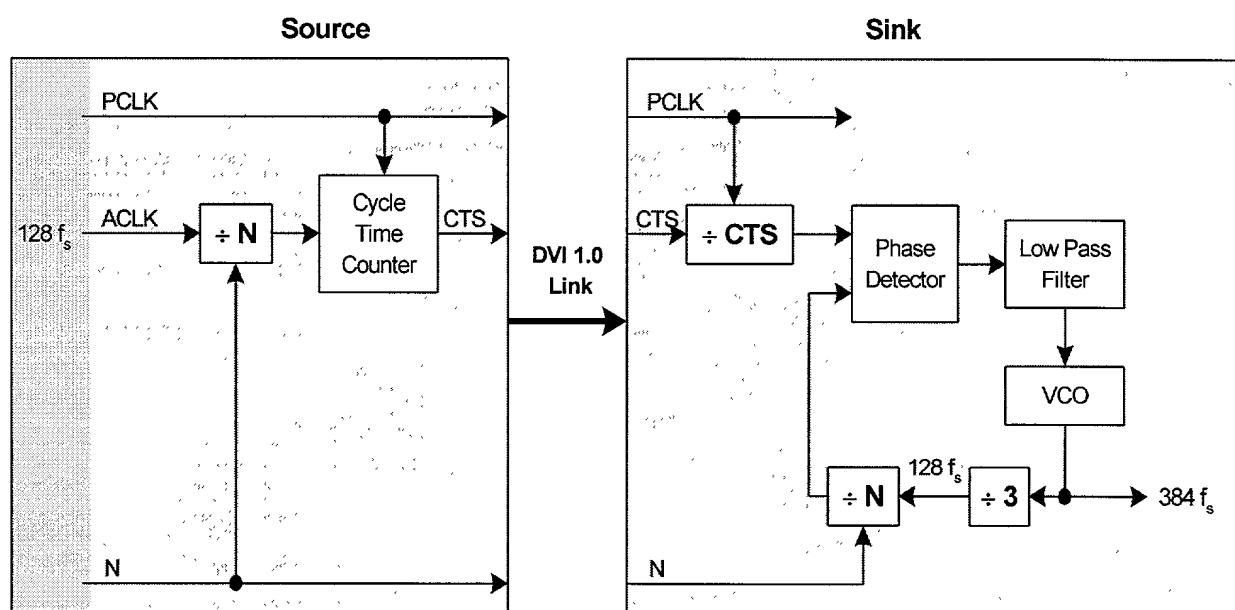 Source
Sink
PCLK
PCLK
128 fs
ACLK
÷ N
Cycle
Time
Counter
CTS
DVI 1.0
Link
CTS
÷ CTS
Phase
Detector
Low Pass
Filter
VCO
128 fs
÷ N
÷ 3
384 fs
N
N